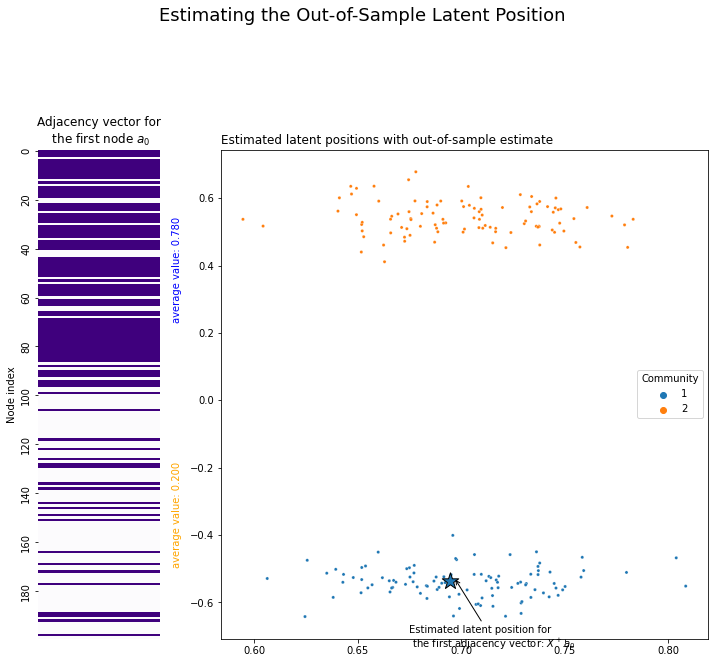 Estimating the Out-of-Sample Latent Position
Adjacency vector for
the first node a₀
Node index
0
20
40
60
80
100
120
140
160
180
average value: 0.780
average value: 0.200
Estimated latent positions with out-of-sample estimate
0.6
0.4
0.2
0.0
−0.2
−0.4
−0.6
Community
1
2
Estimated latent position for
the first adjacency vector:
0.60
0.65
0.70
0.75
0.80